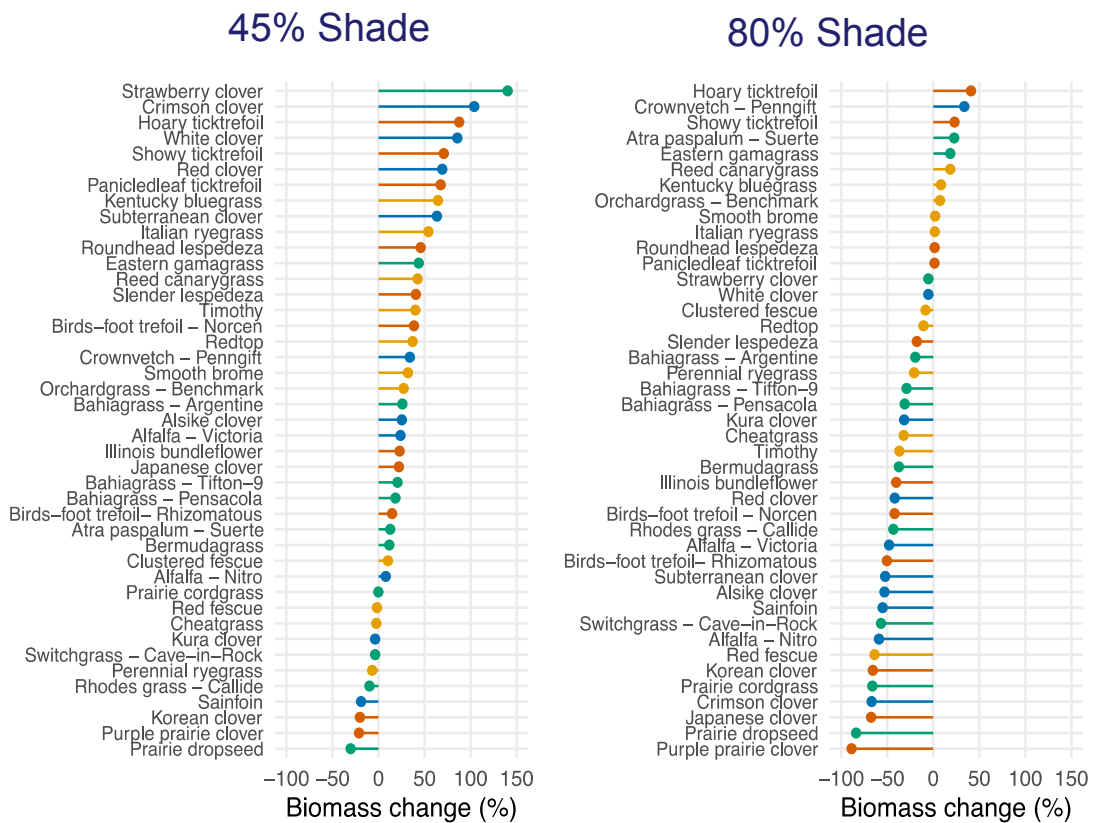 45% Shade
Strawberry clover
Crimson clover
Hoary ticktrefoil
White clover
Showy ticktrefoil
Red clover
Panicledleaf ticktrefoil
Kentucky bluegrass
Subterranean clover
Italian ryegrass
Roundhead lespedeza
Eastern gamagrass
Reed canarygrass
Slender lespedeza
Timothy
Birds–foot trefoil – Norcen
Redtop
Crownvetch – Penngift
Smooth brome
Orchardgrass – Benchmark
Bahiagrass – Argentine
Alsike clover
Alfalfa – Victoria
Illinois bundleflower
Japanese clover
Bahiagrass – Tifton-9
Bahiagrass – Pensacola
Birds–foot trefoil– Rhizomatous
Atra paspalum – Suerte
Bermudagrass
Clustered fescue
Alfalfa – Nitro
Prairie cordgrass
Red fescue
Cheatgrass
Kura clover
Switchgrass – Cave–in–Rock
Perennial ryegrass
Rhodes grass – Callide
Sainfoin
Korean clover
Purple prairie clover
Prairie dropseed
−100 −50 0 50 100 150
Biomass change (%)
80% Shade
Hoary ticktrefoil
Crownvetch – Penngift
Showy ticktrefoil
Atra paspalum – Suerte
Eastern gamagrass
Reed canarygrass
Kentucky bluegrass
Orchardgrass – Benchmark
Smooth brome
Italian ryegrass
Roundhead lespedeza
Panicledleaf ticktrefoil
Strawberry clover
White clover
Clustered fescue
Redtop
Slender lespedeza
Bahiagrass – Argentine
Perennial ryegrass
Bahiagrass – Tifton–9
Bahiagrass – Pensacola
Kura clover
Cheatgrass
Timothy
Bermudagrass
Illinois bundleflower
Red clover
Birds–foot trefoil – Norcen
Rhodes grass – Callide
Alfalfa – Victoria
Birds–foot trefoil– Rhizomatous
Subterranean clover
Alsike clover
Sainfoin
Switchgrass – Cave–in–Rock
Alfalfa – Nitro
Red fescue
Korean clover
Prairie cordgrass
Crimson clover
Japanese clover
Prairie dropseed
Purple prairie clover
−100 −50 0 50 100 150
Biomass change (%)